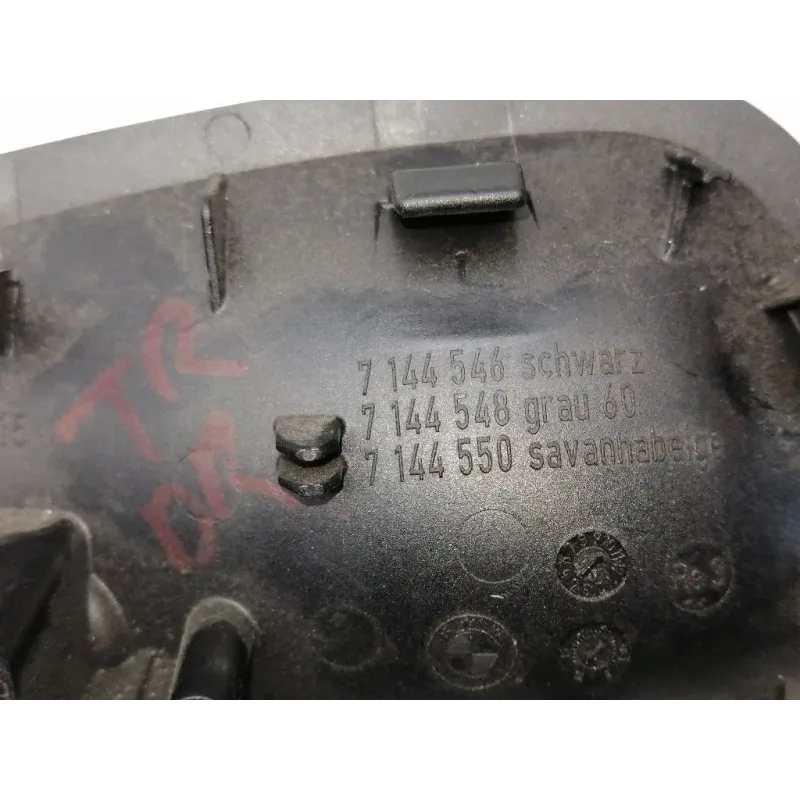 7 144 546 schwarz
7 144 548 grau 60
7 144 550 savannabeige
TR
DR